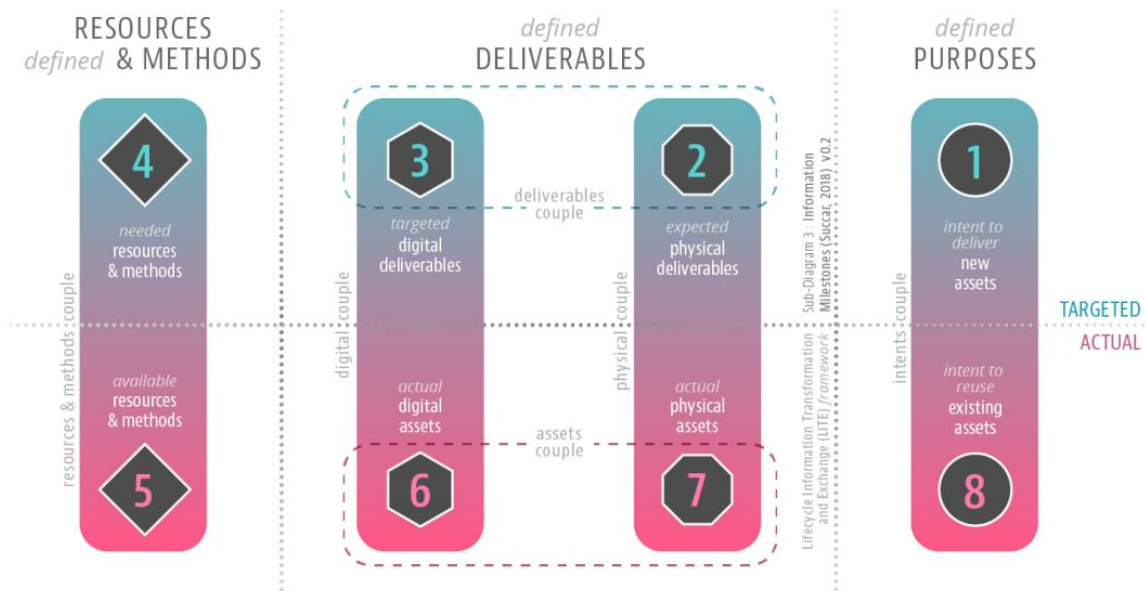 RESOURCES
defined & METHODS
defined
DELIVERABLES
defined
PURPOSES
4
needed
resources
& methods
resources & methods couple
available
resources
& methods
5
3
deliverables
couple
targeted
digital
deliverables
digital couple
actual
digital
assets
assets
couple
6
2
expected
physical
deliverables
physical couple
actual
physical
assets
7
Sub-Diagram 3 : Information
Milestones (Succar, 2018) v0.2
Lifecycle Information Transformation
and Exchange (LITE) framework
1
intent to
deliver
new
assets
intents couple
intent to
reuse
existing
assets
8
TARGETED
ACTUAL